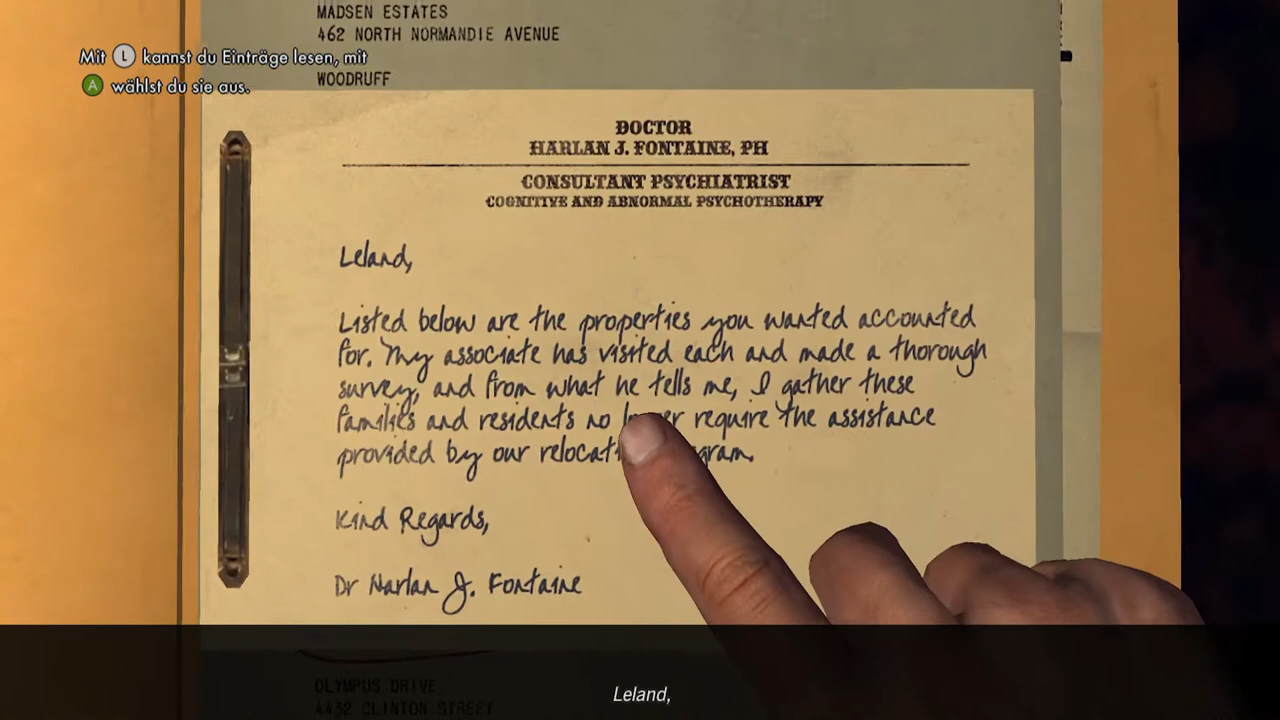 MADSEN ESTATES
462 NORTH NORMANDIE AVENUE
Mit L kannst du Einträge lesen, mit
A wählst du sie aus.
WOODRUFF
DOCTOR
HARLAN J. FONTAINE, PH
CONSULTANT PSYCHIATRIST
COGNITIVE AND ABNORMAL PSYCHOTHERAPY
Leland,
Listed below are the properties you wanted accounted
for. My associate has visited each and made a thorough
survey, and from what he tells me, I gather these
families and residents no require the assistance
provided by our
Kind Regards,
Dr Harlan J. Fontaine
OLYMPUS DRIVE
4432 CLINTON STREET
Leland,